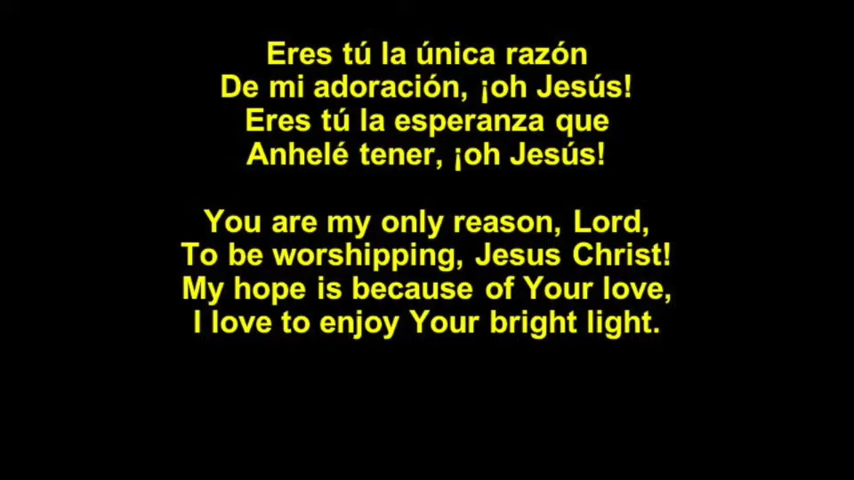 Eres tú la única razón
De mi adoración, ¡oh Jesús!
Eres tú la esperanza que
Anhelé tener, ¡oh Jesús!
You are my only reason, Lord,
To be worshipping, Jesus Christ!
My hope is because of Your love,
I love to enjoy Your bright light.